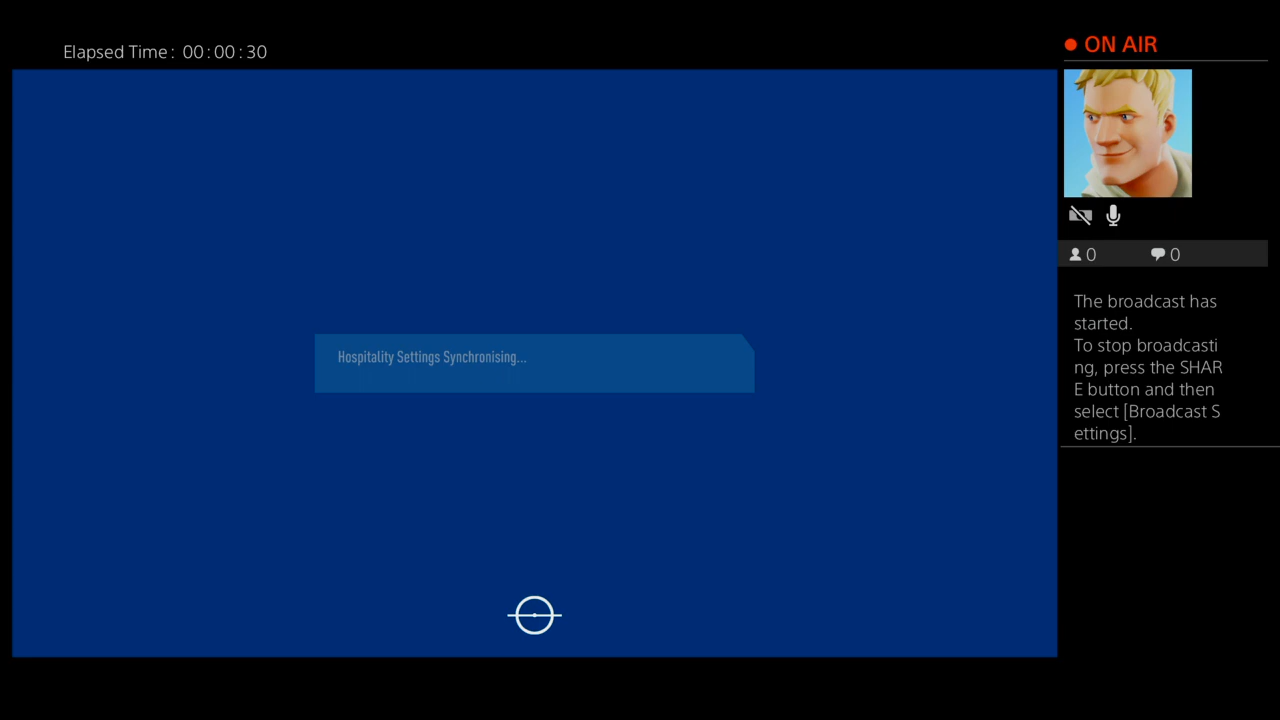 Elapsed Time: 00:00:30
ON AIR
0 0
Hospitality Settings Synchronising...
The broadcast has
started.
To stop broadcasti
ng, press the SHAR
E button and then
select [Broadcast S
ettings].